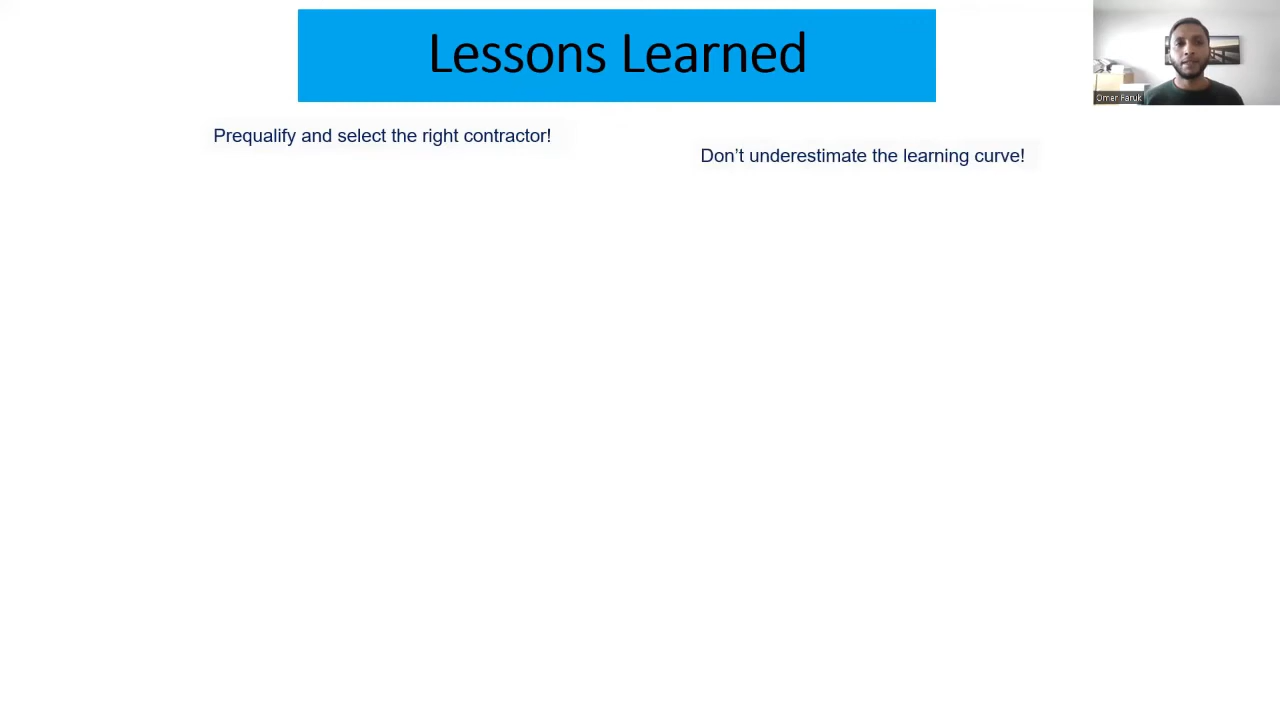 Lessons Learned
Omer Faruk
Prequalify and select the right contractor!
Don’t underestimate the learning curve!